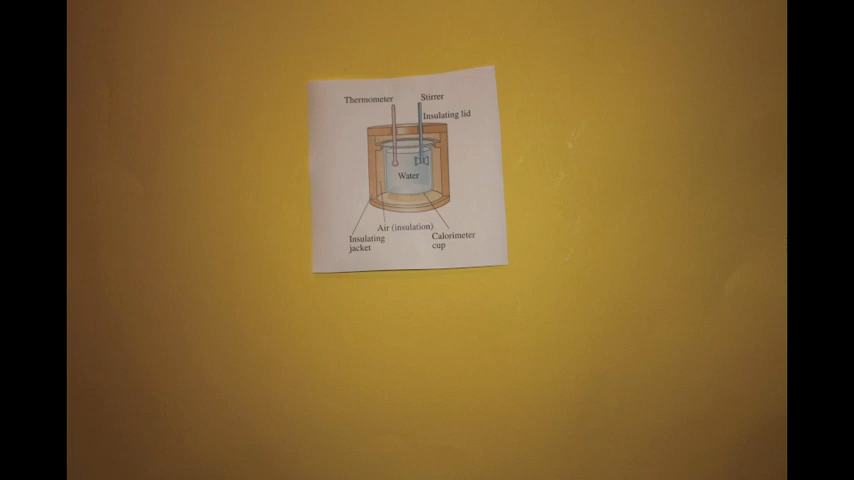 Thermometer
Stirrer
Insulating lid
Water
Air (insulation)
Insulating
jacket
Calorimeter
cup